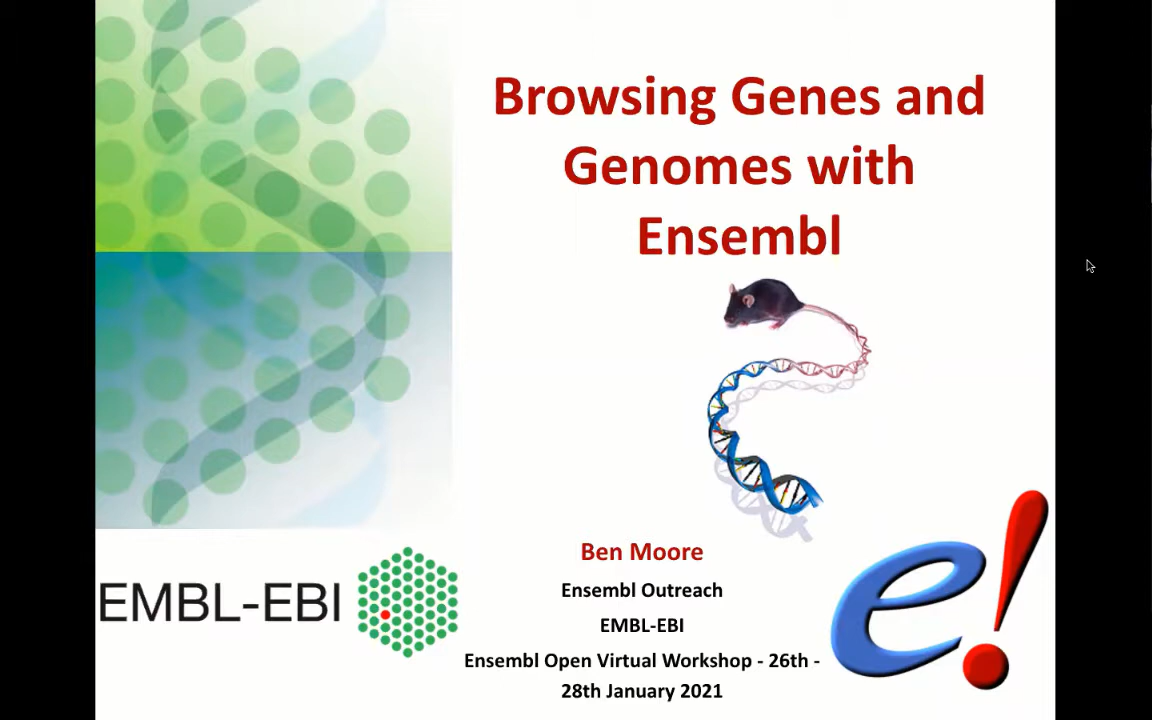 Browsing Genes and
Genomes with
Ensembl
Ben Moore
Ensembl Outreach
EMBL-EBI
Ensembl Open Virtual Workshop - 26th -
28th January 2021
EMBL-EBI
e!